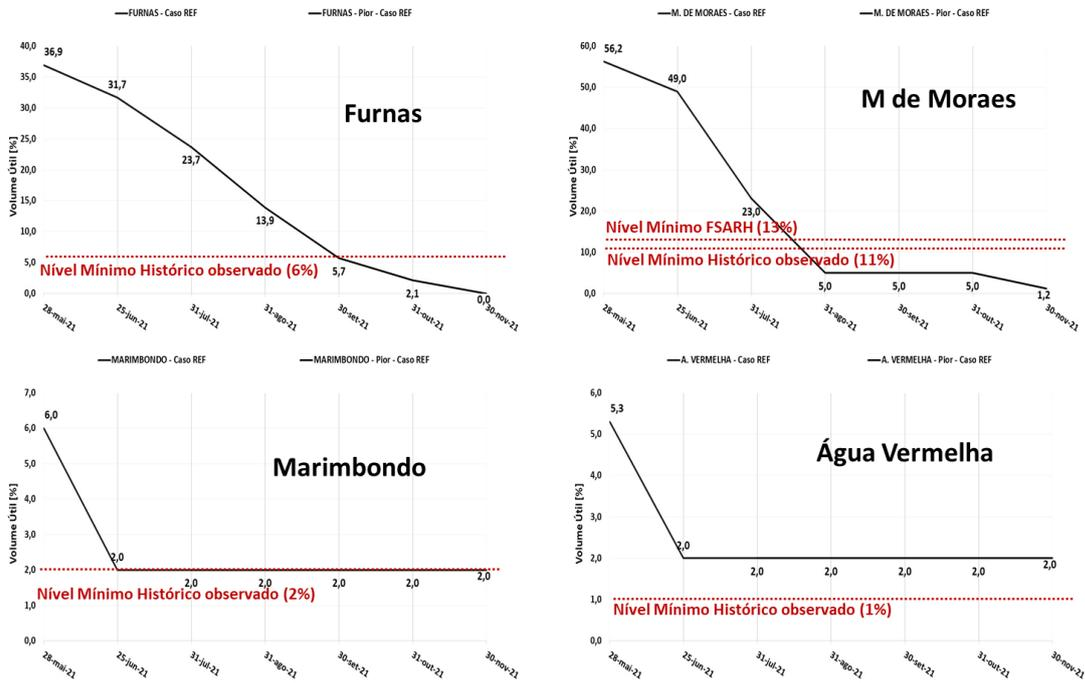 FURNAS - Caso REF FURNAS - Pior - Caso REF
40,0
35,0
30,0
25,0
20,0
15,0
10,0
5,0
0,0
Volume Útil [%]
36,9
31,7
23,7
13,9
5,7
2,1
0,0
Furnas
Nível Mínimo Histórico observado (6%)
28-mai-21 25-jun-21 31-jul-21 31-ago-21 30-set-21 31-out-21 30-nov-21
M. DE MORAES - Caso REF M. DE MORAES - Pior - Caso REF
60,0
50,0
40,0
30,0
20,0
10,0
0,0
Volume Útil [%]
56,2
49,0
23,0
5,0
5,0
5,0
1,2
M de Moraes
Nível Mínimo FSARH (13%)
Nível Mínimo Histórico observado (11%)
28-mai-21 25-jun-21 31-jul-21 31-ago-21 30-set-21 31-out-21 30-nov-21
MARIMBONDO - Caso REF MARIMBONDO - Pior - Caso REF
7,0
6,0
5,0
4,0
3,0
2,0
1,0
0,0
Volume Útil [%]
6,0
2,0
2,0
2,0
2,0
2,0
2,0
Marimbondo
Nível Mínimo Histórico observado (2%)
28-mai-21 25-jun-21 31-jul-21 31-ago-21 30-set-21 31-out-21 30-nov-21
A. VERMELHA - Caso REF A. VERMELHA - Pior - Caso REF
6,0
5,0
4,0
3,0
2,0
1,0
0,0
Volume Útil [%]
5,3
2,0
2,0
2,0
2,0
2,0
2,0
Água Vermelha
Nível Mínimo Histórico observado (1%)
28-mai-21 25-jun-21 31-jul-21 31-ago-21 30-set-21 31-out-21 30-nov-21